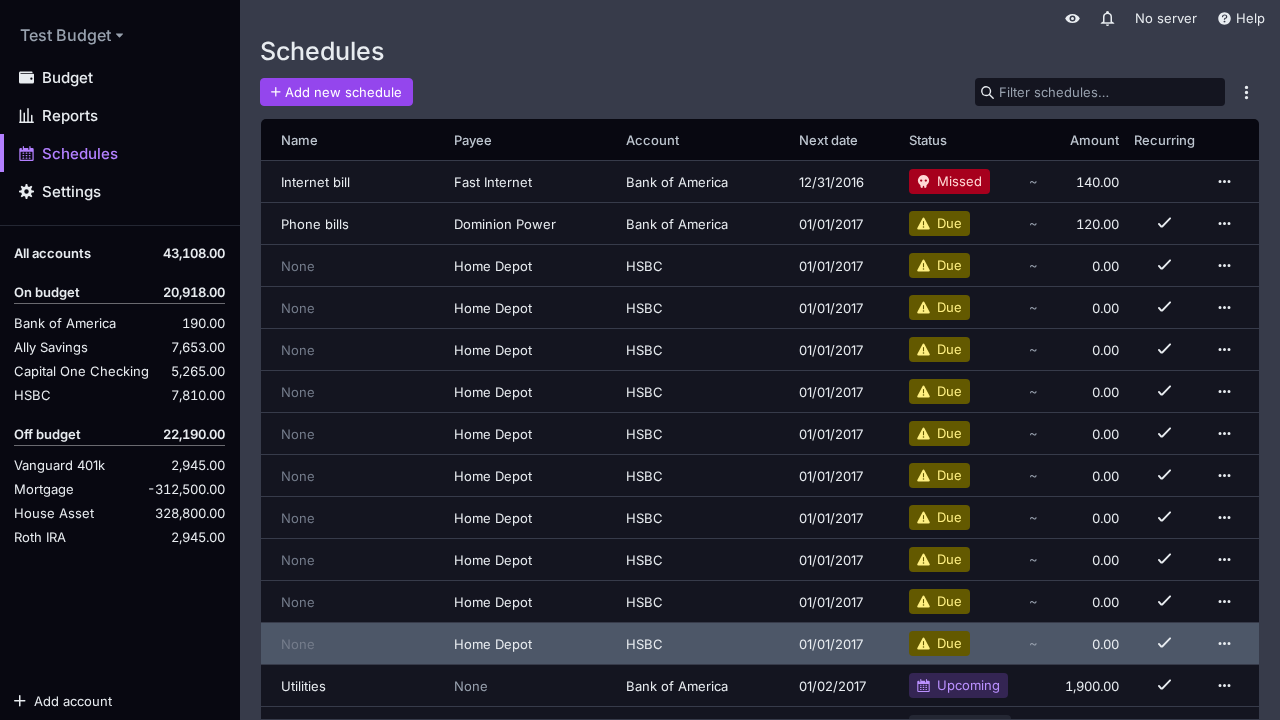 Test Budget
Budget
Reports
Schedules
Settings
All accounts 43,108.00
On budget 20,918.00
Bank of America 190.00
Ally Savings 7,653.00
Capital One Checking 5,265.00
HSBC 7,810.00
Off budget 22,190.00
Vanguard 401k 2,945.00
Mortgage -312,500.00
House Asset 328,800.00
Roth IRA 2,945.00
Add account
No server Help
Schedules
Add new schedule Filter schedules…
Name Payee Account Next date Status Amount Recurring
Internet bill Fast Internet Bank of America 12/31/2016 Missed ~ 140.00
Phone bills Dominion Power Bank of America 01/01/2017 Due ~ 120.00
None Home Depot HSBC 01/01/2017 Due ~ 0.00
None Home Depot HSBC 01/01/2017 Due ~ 0.00
None Home Depot HSBC 01/01/2017 Due ~ 0.00
None Home Depot HSBC 01/01/2017 Due ~ 0.00
None Home Depot HSBC 01/01/2017 Due ~ 0.00
None Home Depot HSBC 01/01/2017 Due ~ 0.00
None Home Depot HSBC 01/01/2017 Due ~ 0.00
None Home Depot HSBC 01/01/2017 Due ~ 0.00
None Home Depot HSBC 01/01/2017 Due ~ 0.00
None Home Depot HSBC 01/01/2017 Due ~ 0.00
Utilities None Bank of America 01/02/2017 Upcoming 1,900.00